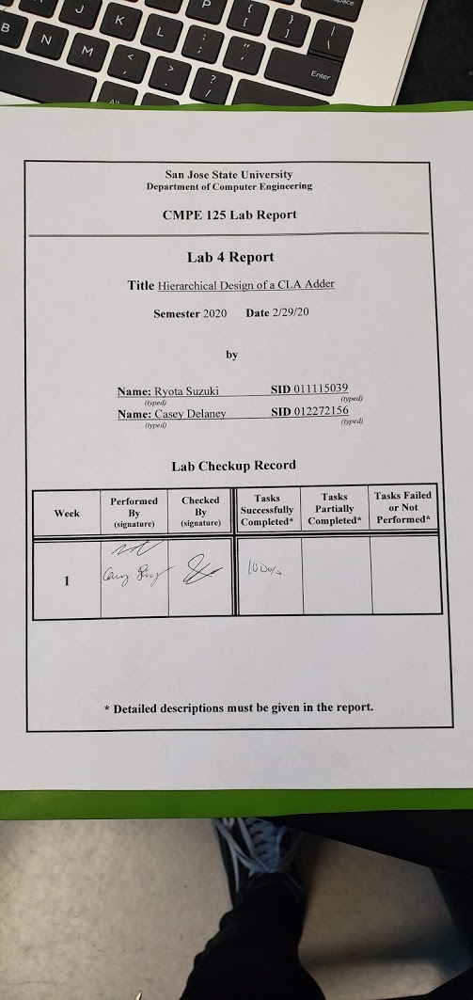 P
J K L : ; " ' { [ } ] | \
B N M < , > . ? / Enter
Alt
San Jose State University
Department of Computer Engineering
CMPE 125 Lab Report
Lab 4 Report
Title Hierarchical Design of a CLA Adder
Semester 2020 Date 2/29/20
by
Name: Ryota Suzuki SID 011115039
(typed) (typed)
Name: Casey Delaney SID 012272156
(typed) (typed)
Lab Checkup Record
Week Performed By (signature) Checked By (signature) Tasks Successfully Completed* Tasks Partially Completed* Tasks Failed or Not Performed*
1 100%
* Detailed descriptions must be given in the report.